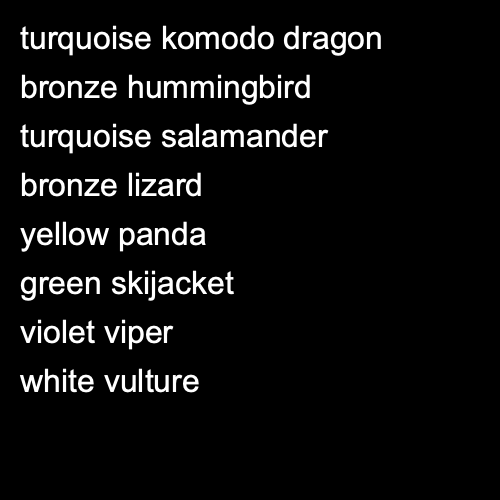 turquoise komodo dragon
bronze hummingbird
turquoise salamander
bronze lizard
yellow panda
green skijacket
violet viper
white vulture